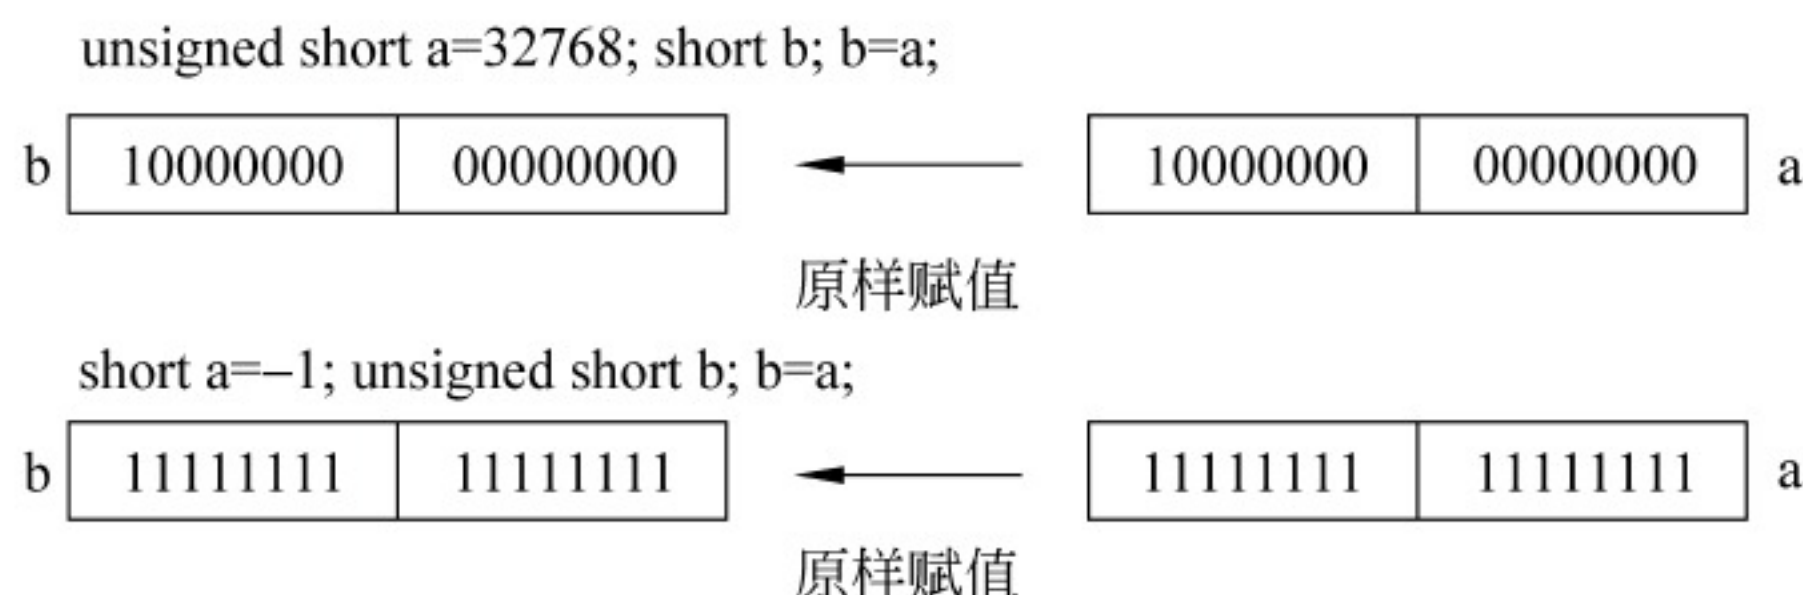 unsigned short a=32768; short b; b=a;
b 10000000 00000000 10000000 00000000 a
原样赋值
short a=–1; unsigned short b; b=a;
b 11111111 11111111 11111111 11111111 a
原样赋值